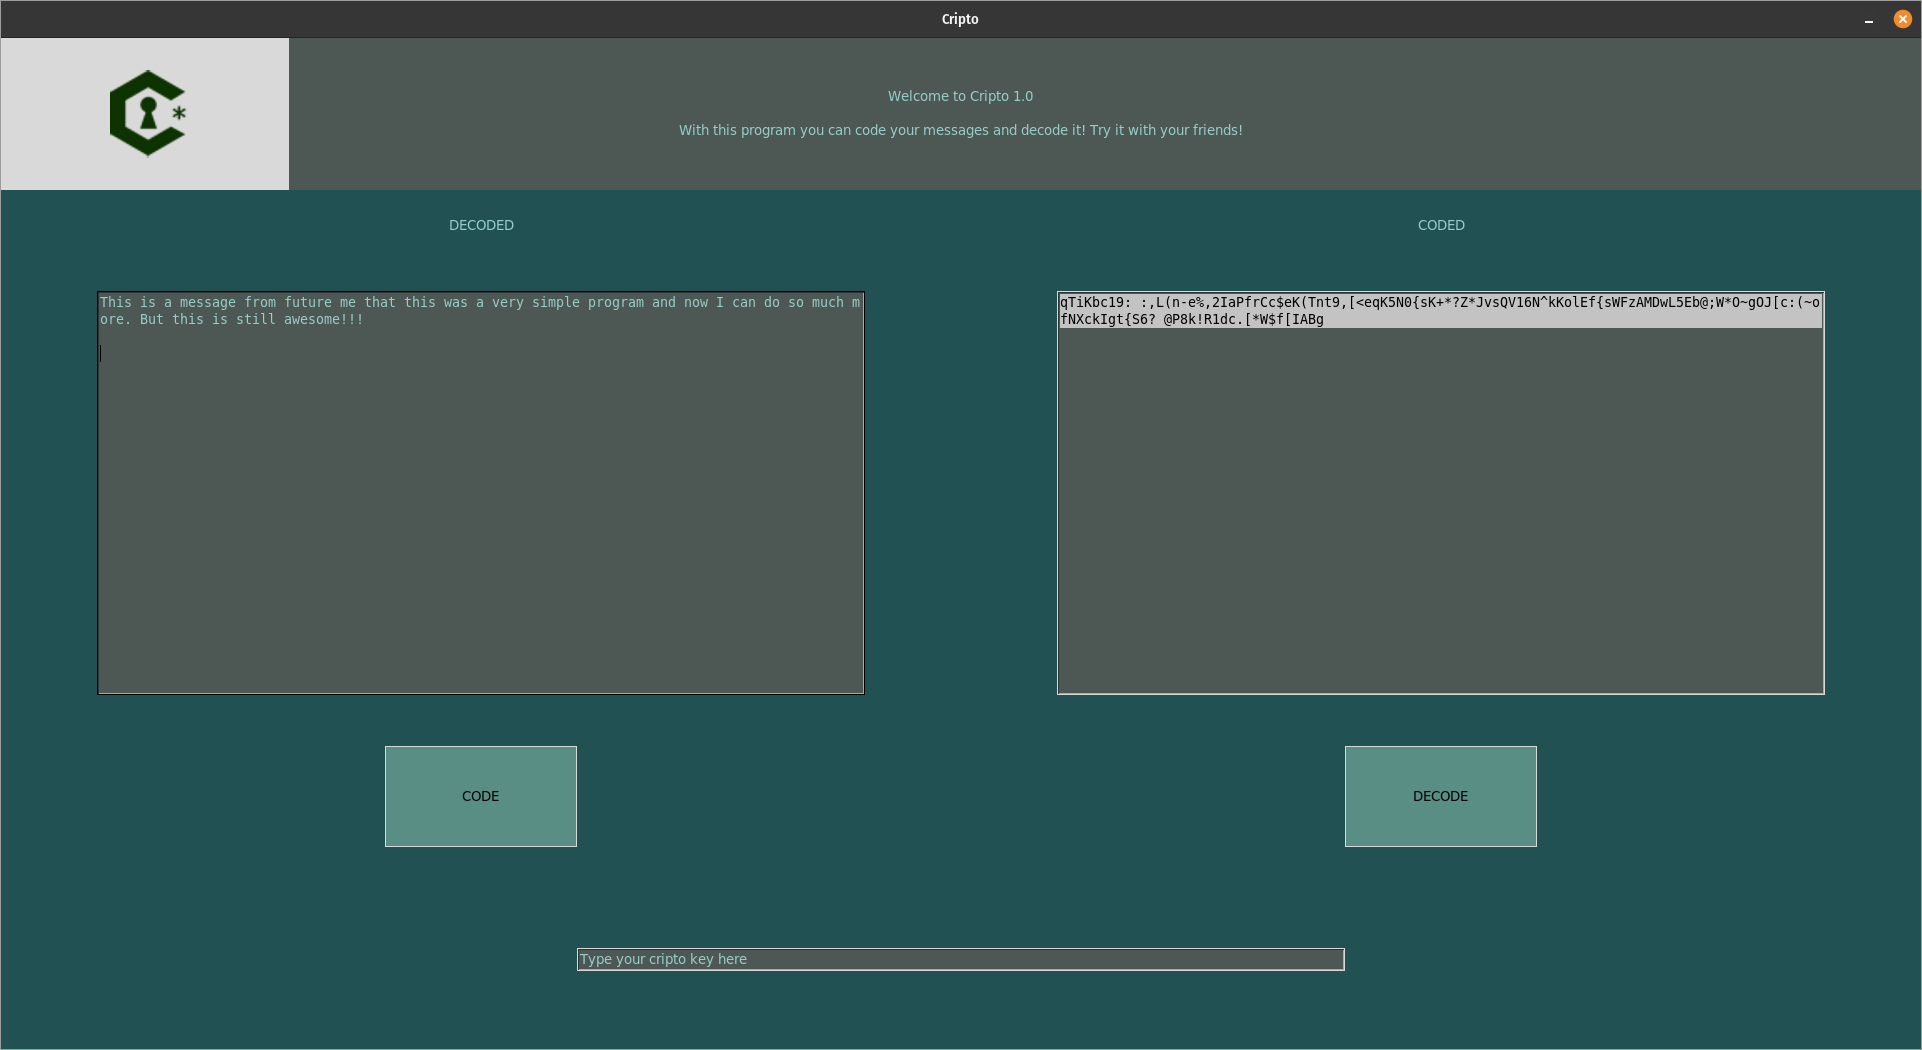 Cripto
Welcome to Cripto 1.0
With this program you can code your messages and decode it! Try it with your friends!
DECODED
CODED
This is a message from future me that this was a very simple program and now I can do so much m
ore. But this is still awesome!!!
qTiKbc19: :,L(n-e%,2IaPfrCc$eK(Tnt9,[<eqK5N0{sK+*?Z*JvsQV16N^kKolEf{sWFzAMDwL5Eb@;W*O~gOJ[c:(~o
fNXckIgt{S6? @P8k!R1dc.[*W$f[IABg
CODE
DECODE
Type your cripto key here